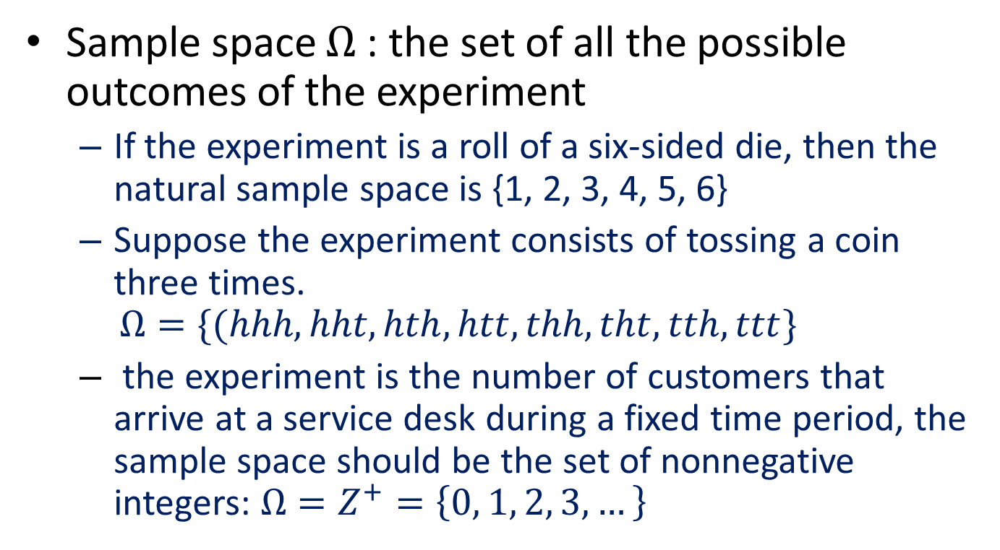 • Sample space Ω : the set of all the possible
outcomes of the experiment
– If the experiment is a roll of a six-sided die, then the
natural sample space is {1, 2, 3, 4, 5, 6}
– Suppose the experiment consists of tossing a coin
three times.
Ω = {(hhh, hht, hth, htt, thh, tht, tth, ttt}
– the experiment is the number of customers that
arrive at a service desk during a fixed time period, the
sample space should be the set of nonnegative
integers: Ω = Z⁺ = {0, 1, 2, 3, … }